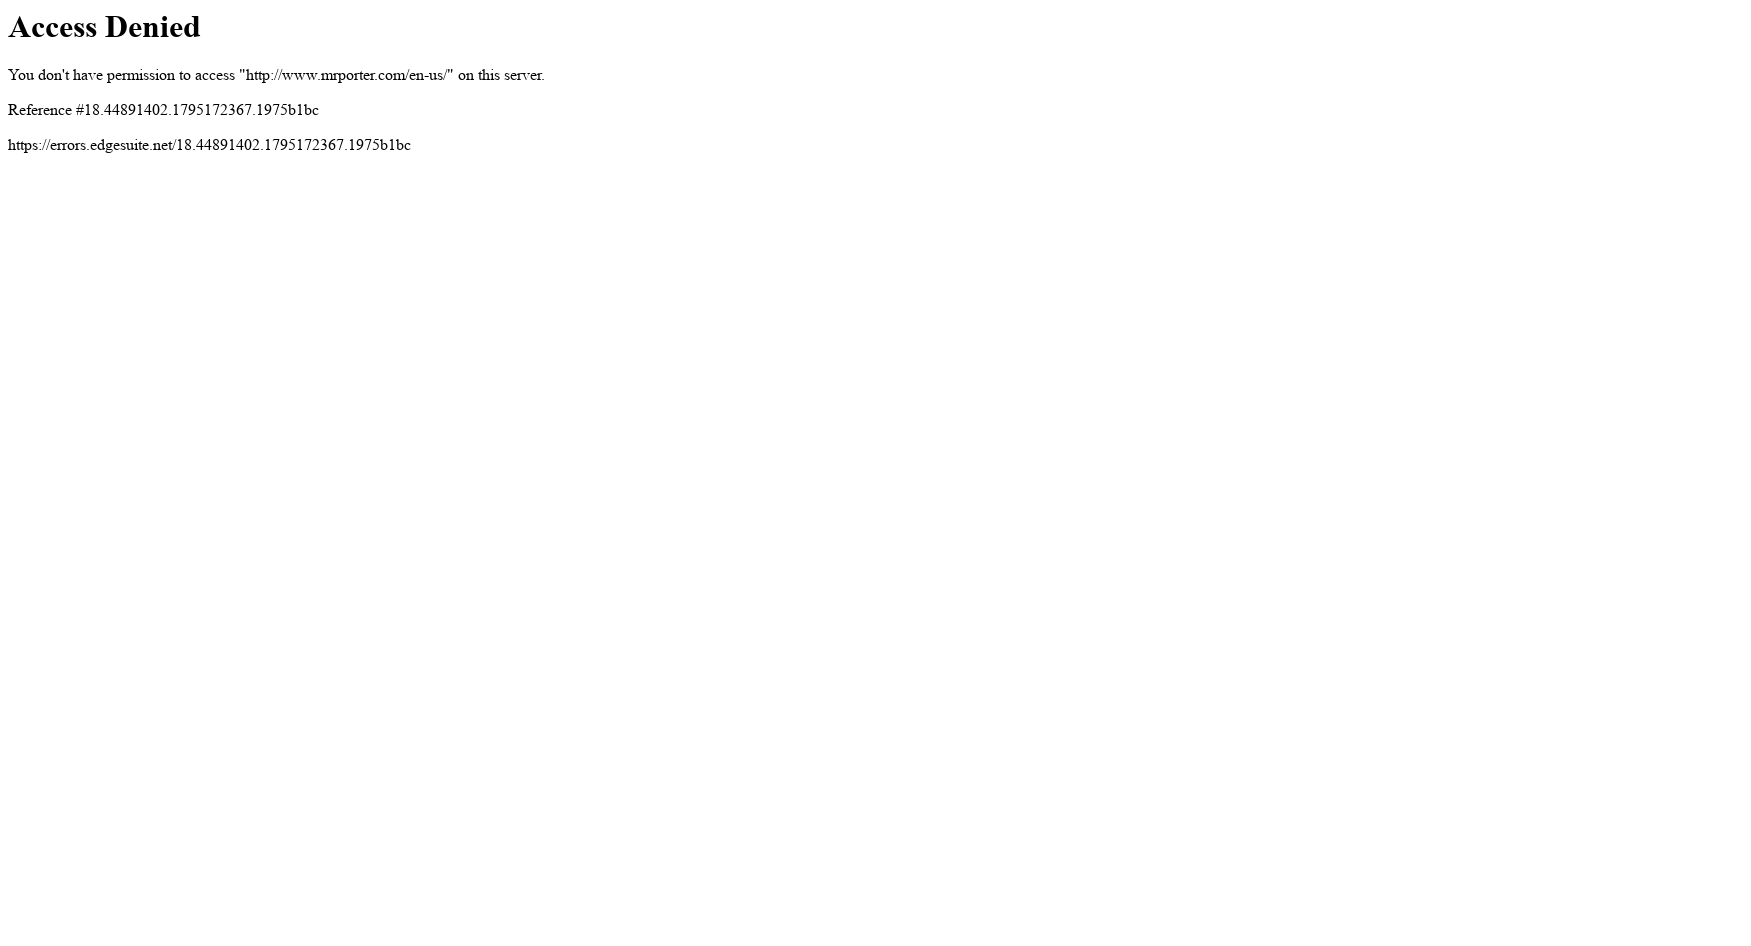 Access Denied
You don't have permission to access "http://www.mrporter.com/en-us/" on this server.
Reference #18.44891402.1795172367.1975b1bc
https://errors.edgesuite.net/18.44891402.1795172367.1975b1bc